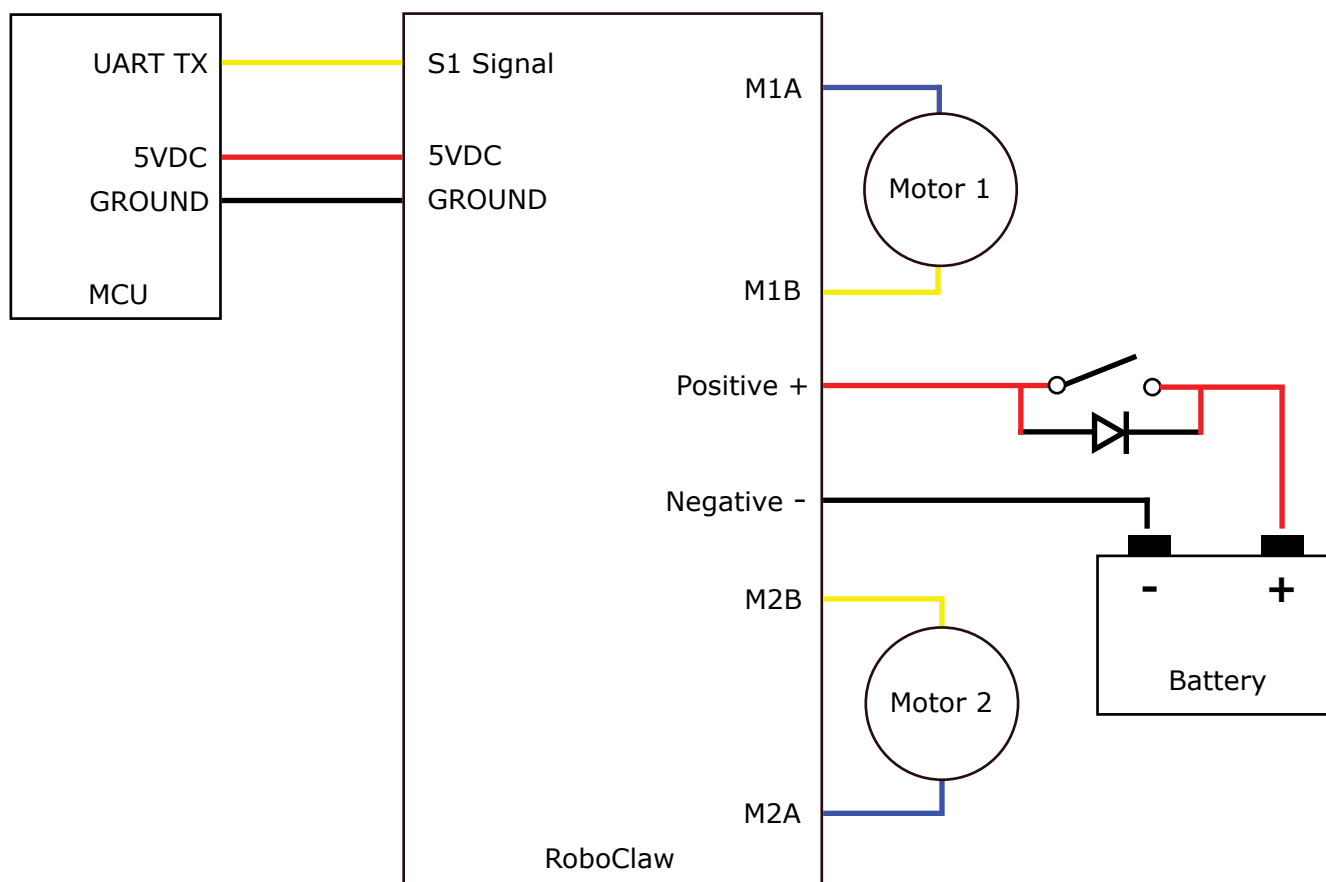 UART TX
5VDC
GROUND
MCU
S1 Signal
5VDC
GROUND
M1A
Motor 1
M1B
Positive +
Negative -
M2B
Motor 2
M2A
RoboClaw
- +
Battery